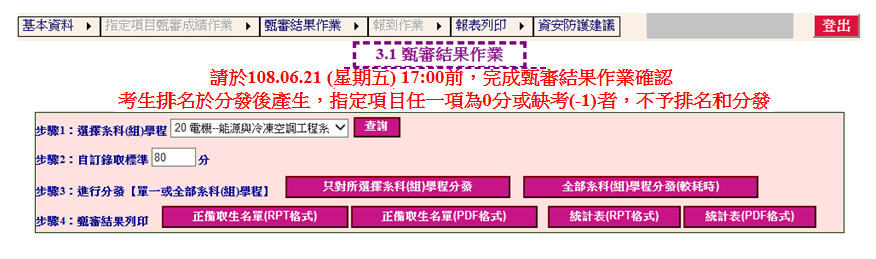 基本資料 指定項目甄審成績作業 甄審結果作業 報到作業 報表列印 資安防護建議 登出
3.1 甄審結果作業
請於108.06.21 (星期五) 17:00前，完成甄審結果作業確認
考生排名於分發後產生，指定項目任一項為0分或缺考(-1)者，不予排名和分發
步驟1：選擇系科(組)學程 20 電機--能源與冷凍空調工程系 查詢
步驟2：自訂錄取標準 80 分
步驟3：進行分發【單一或全部系科(組)學程】 只對所選擇系科(組)學程分發 全部系科(組)學程分發(較耗時)
步驟4：甄審結果列印 正備取生名單(RPT格式) 正備取生名單(PDF格式) 統計表(RPT格式) 統計表(PDF格式)